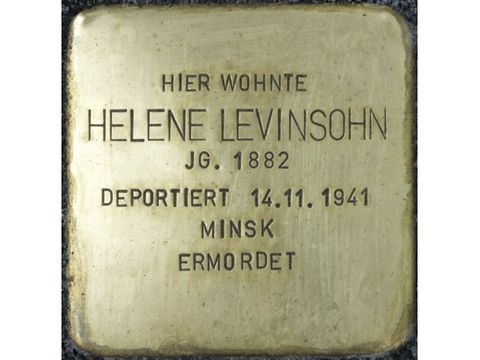 HIER WOHNTE
HELENE LEVINSOHN
JG. 1882
DEPORTIERT 14.11.1941
MINSK
ERMORDET